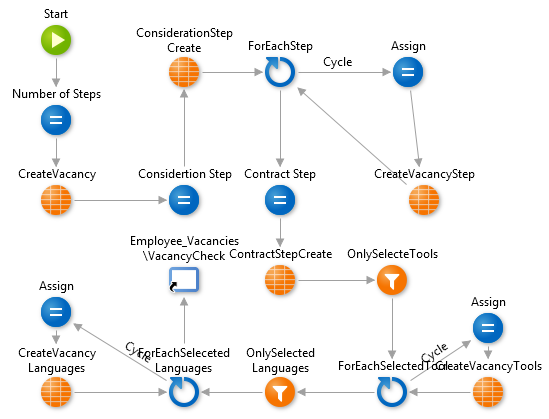 Start
ConsiderationStep
Create
ForEachStep
Cycle
Assign
Number of Steps
CreateVacancy
Considertion Step
Contract Step
CreateVacancyStep
Employee_Vacancies
\VacancyCheck
ContractStepCreate
OnlySelecteTools
Assign
Assign
Cycle
CreateVacancy
Languages
ForEachSeleceted
Languages
OnlySelected
Languages
ForEachSelectedTools
Cycle
CreateVacancyTools